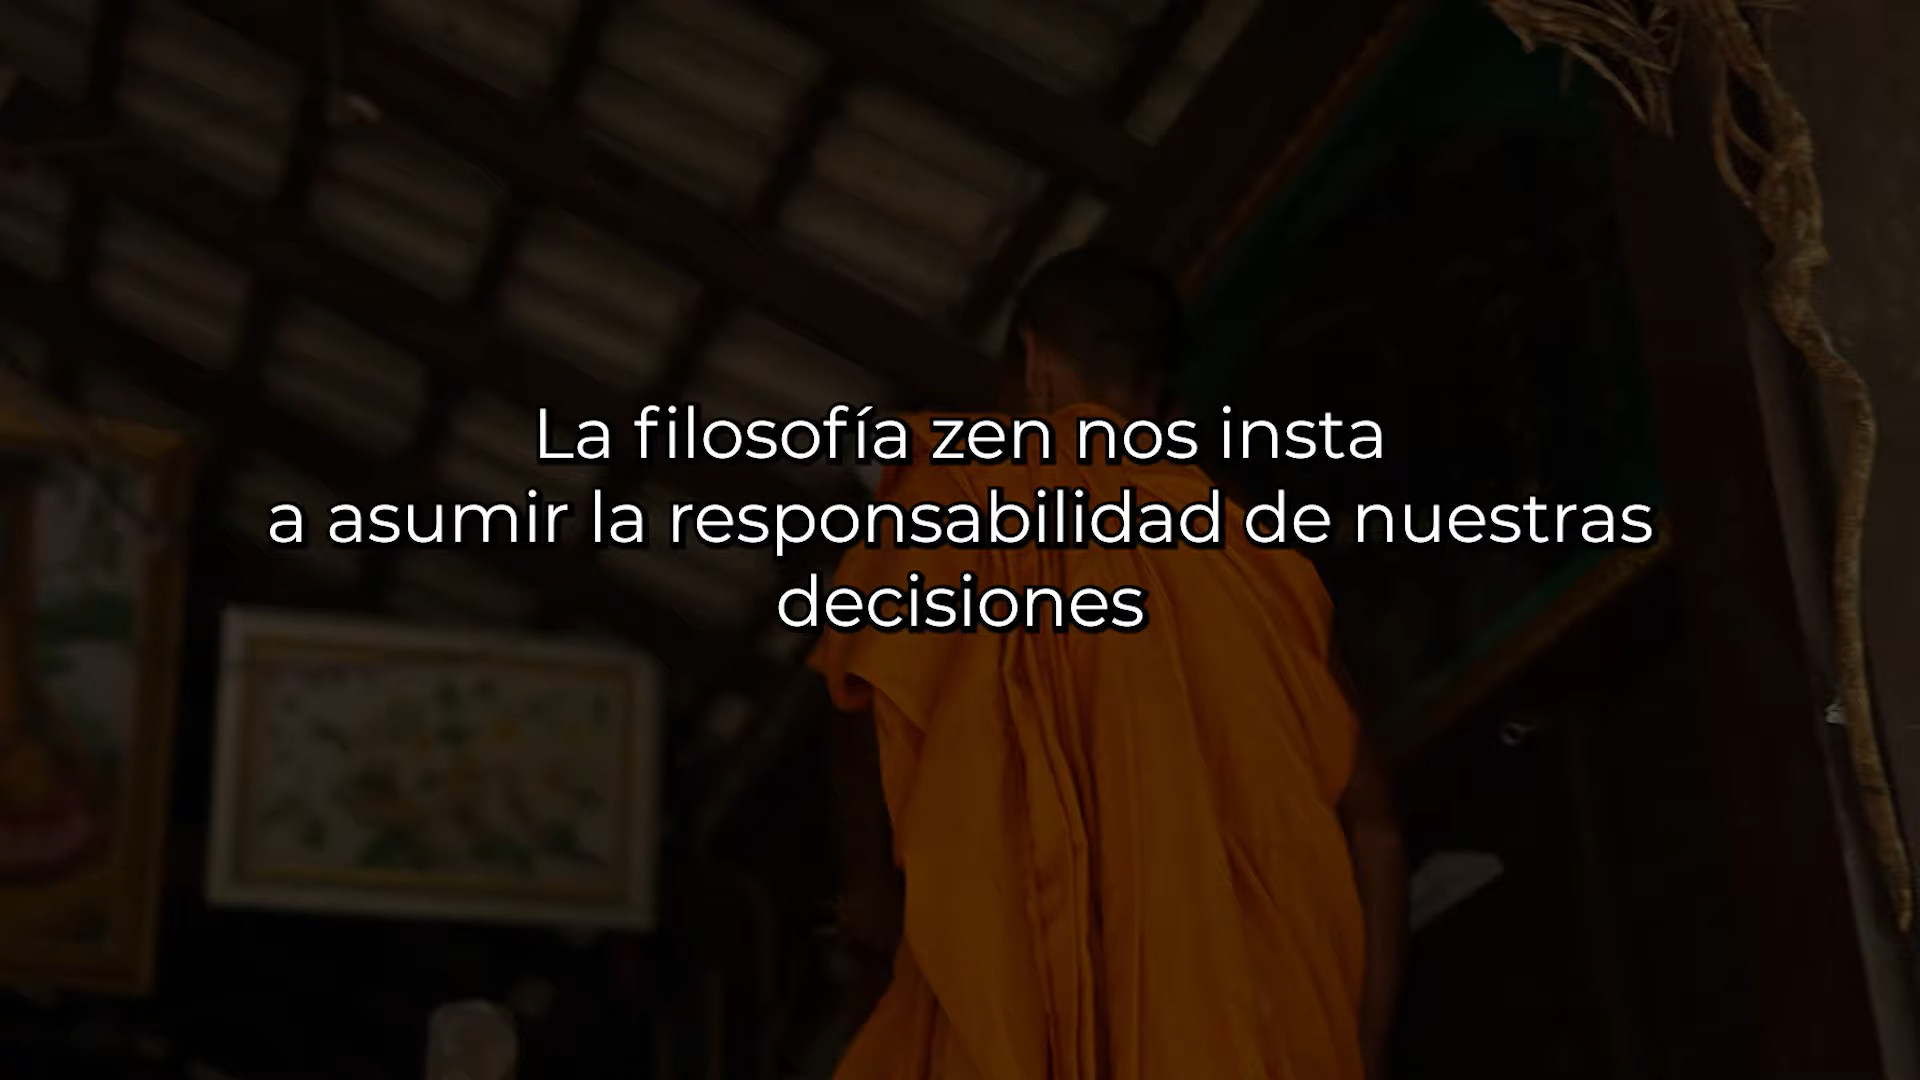 La filosofía zen nos insta
a asumir la responsabilidad de nuestras
decisiones